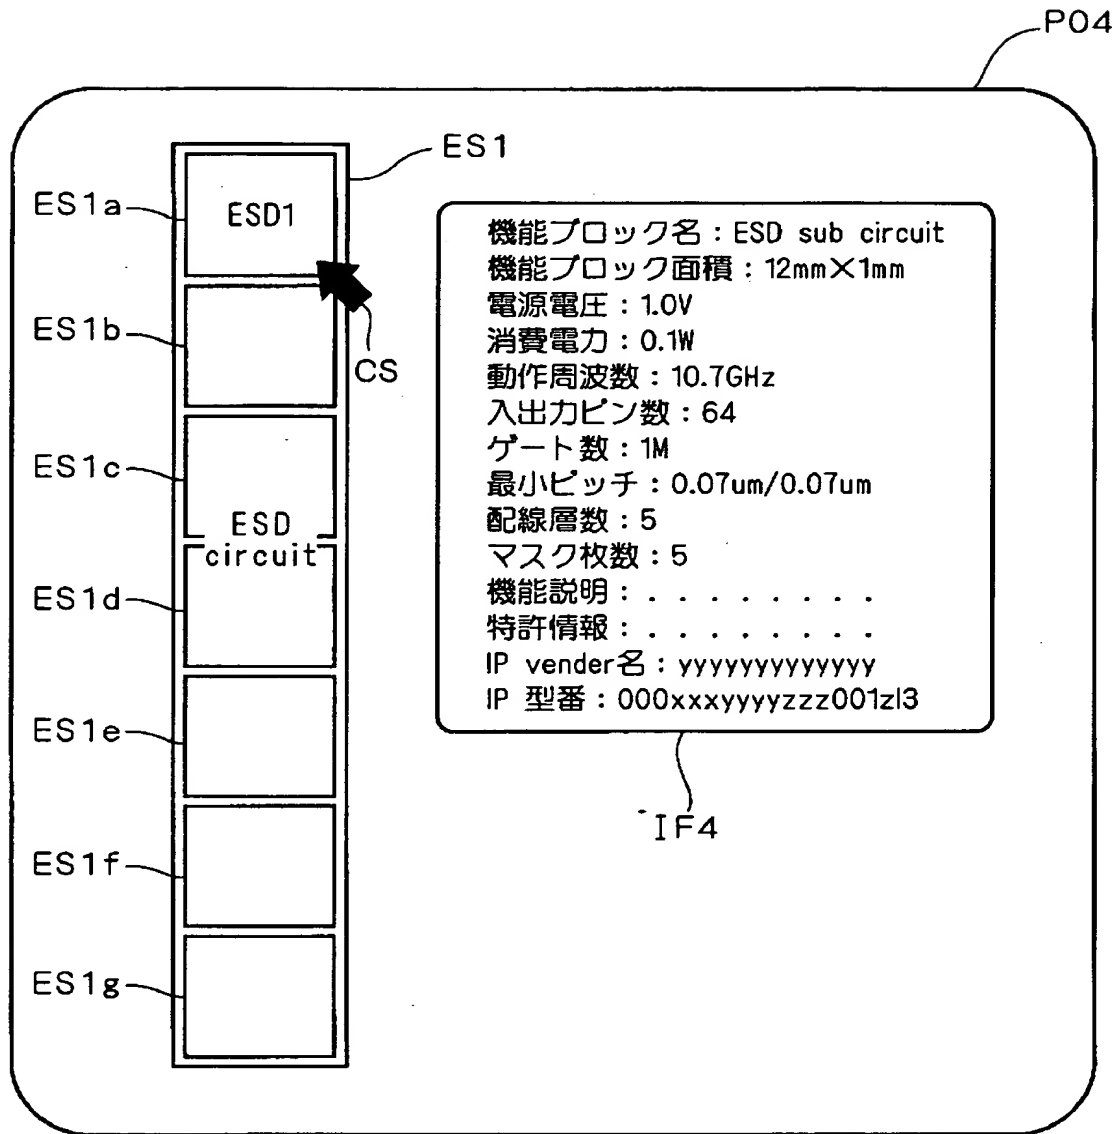 P04
ES1
ES1a
ESD1
ES1b
CS
ES1c
ESD
circuit
ES1d
ES1e
ES1f
ES1g
機能ブロック名：ESD sub circuit
機能ブロック面積：12mm×1mm
電源電圧：1.0V
消費電力：0.1W
動作周波数：10.7GHz
入出力ピン数：64
ゲート数：1M
最小ピッチ：0.07um/0.07um
配線層数：5
マスク枚数：5
機能説明：．．．．．．．．
特許情報：．．．．．．．．
IP vender名：yyyyyyyyyyyyy
IP 型番：000xxxyyyyzzz001zl3
IF4